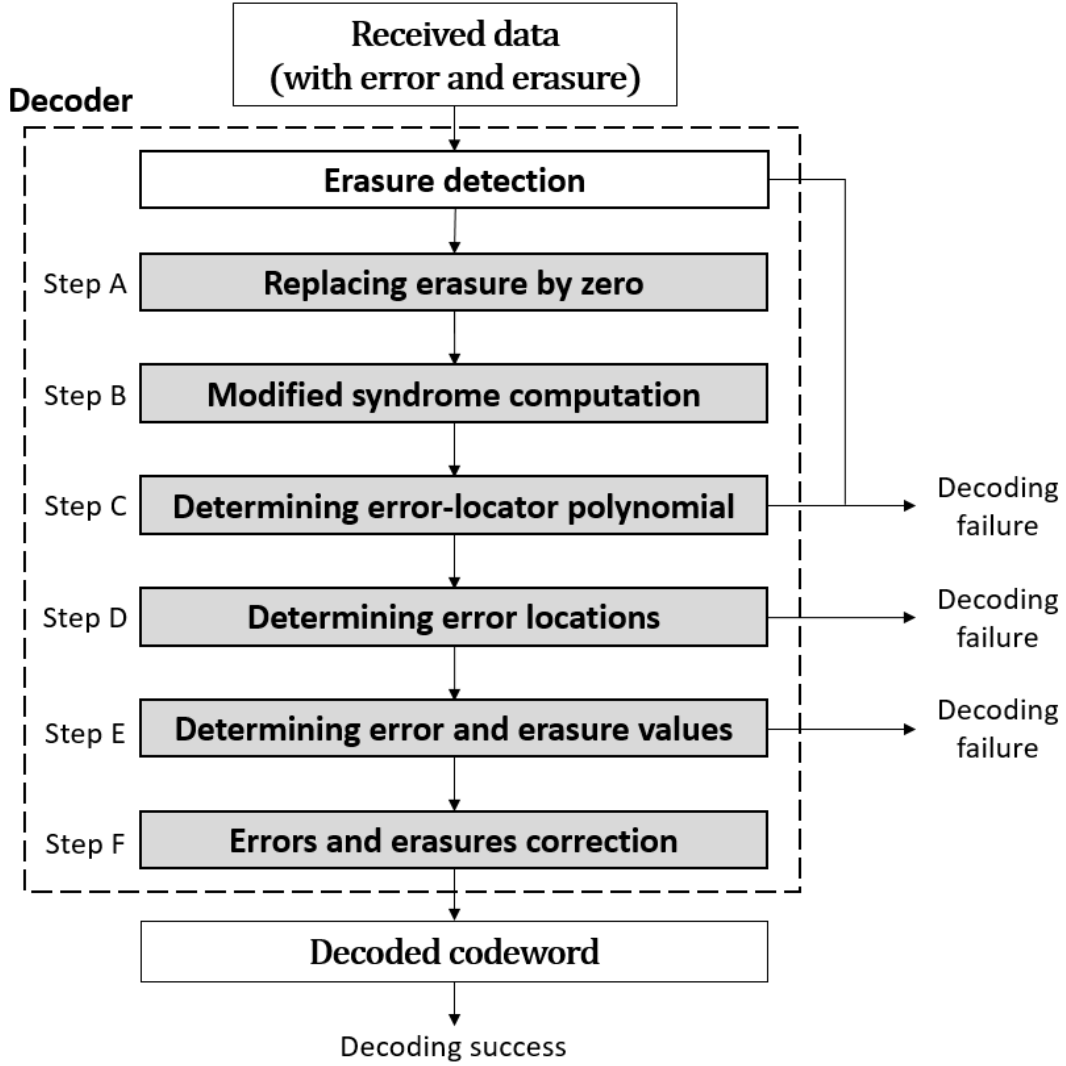 Received data
(with error and erasure)
Decoder
Erasure detection
Step A
Replacing erasure by zero
Step B
Modified syndrome computation
Step C
Determining error-locator polynomial
Decoding
failure
Step D
Determining error locations
Decoding
failure
Step E
Determining error and erasure values
Decoding
failure
Step F
Errors and erasures correction
Decoded codeword
Decoding success